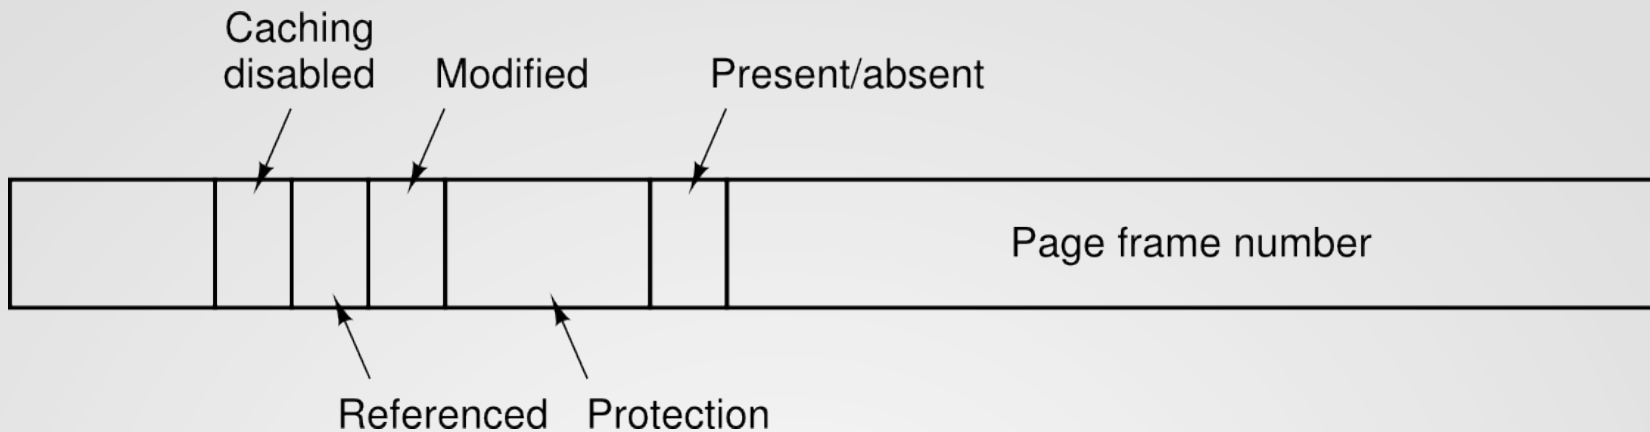 Caching
disabled
Modified
Present/absent
Page frame number
Referenced
Protection